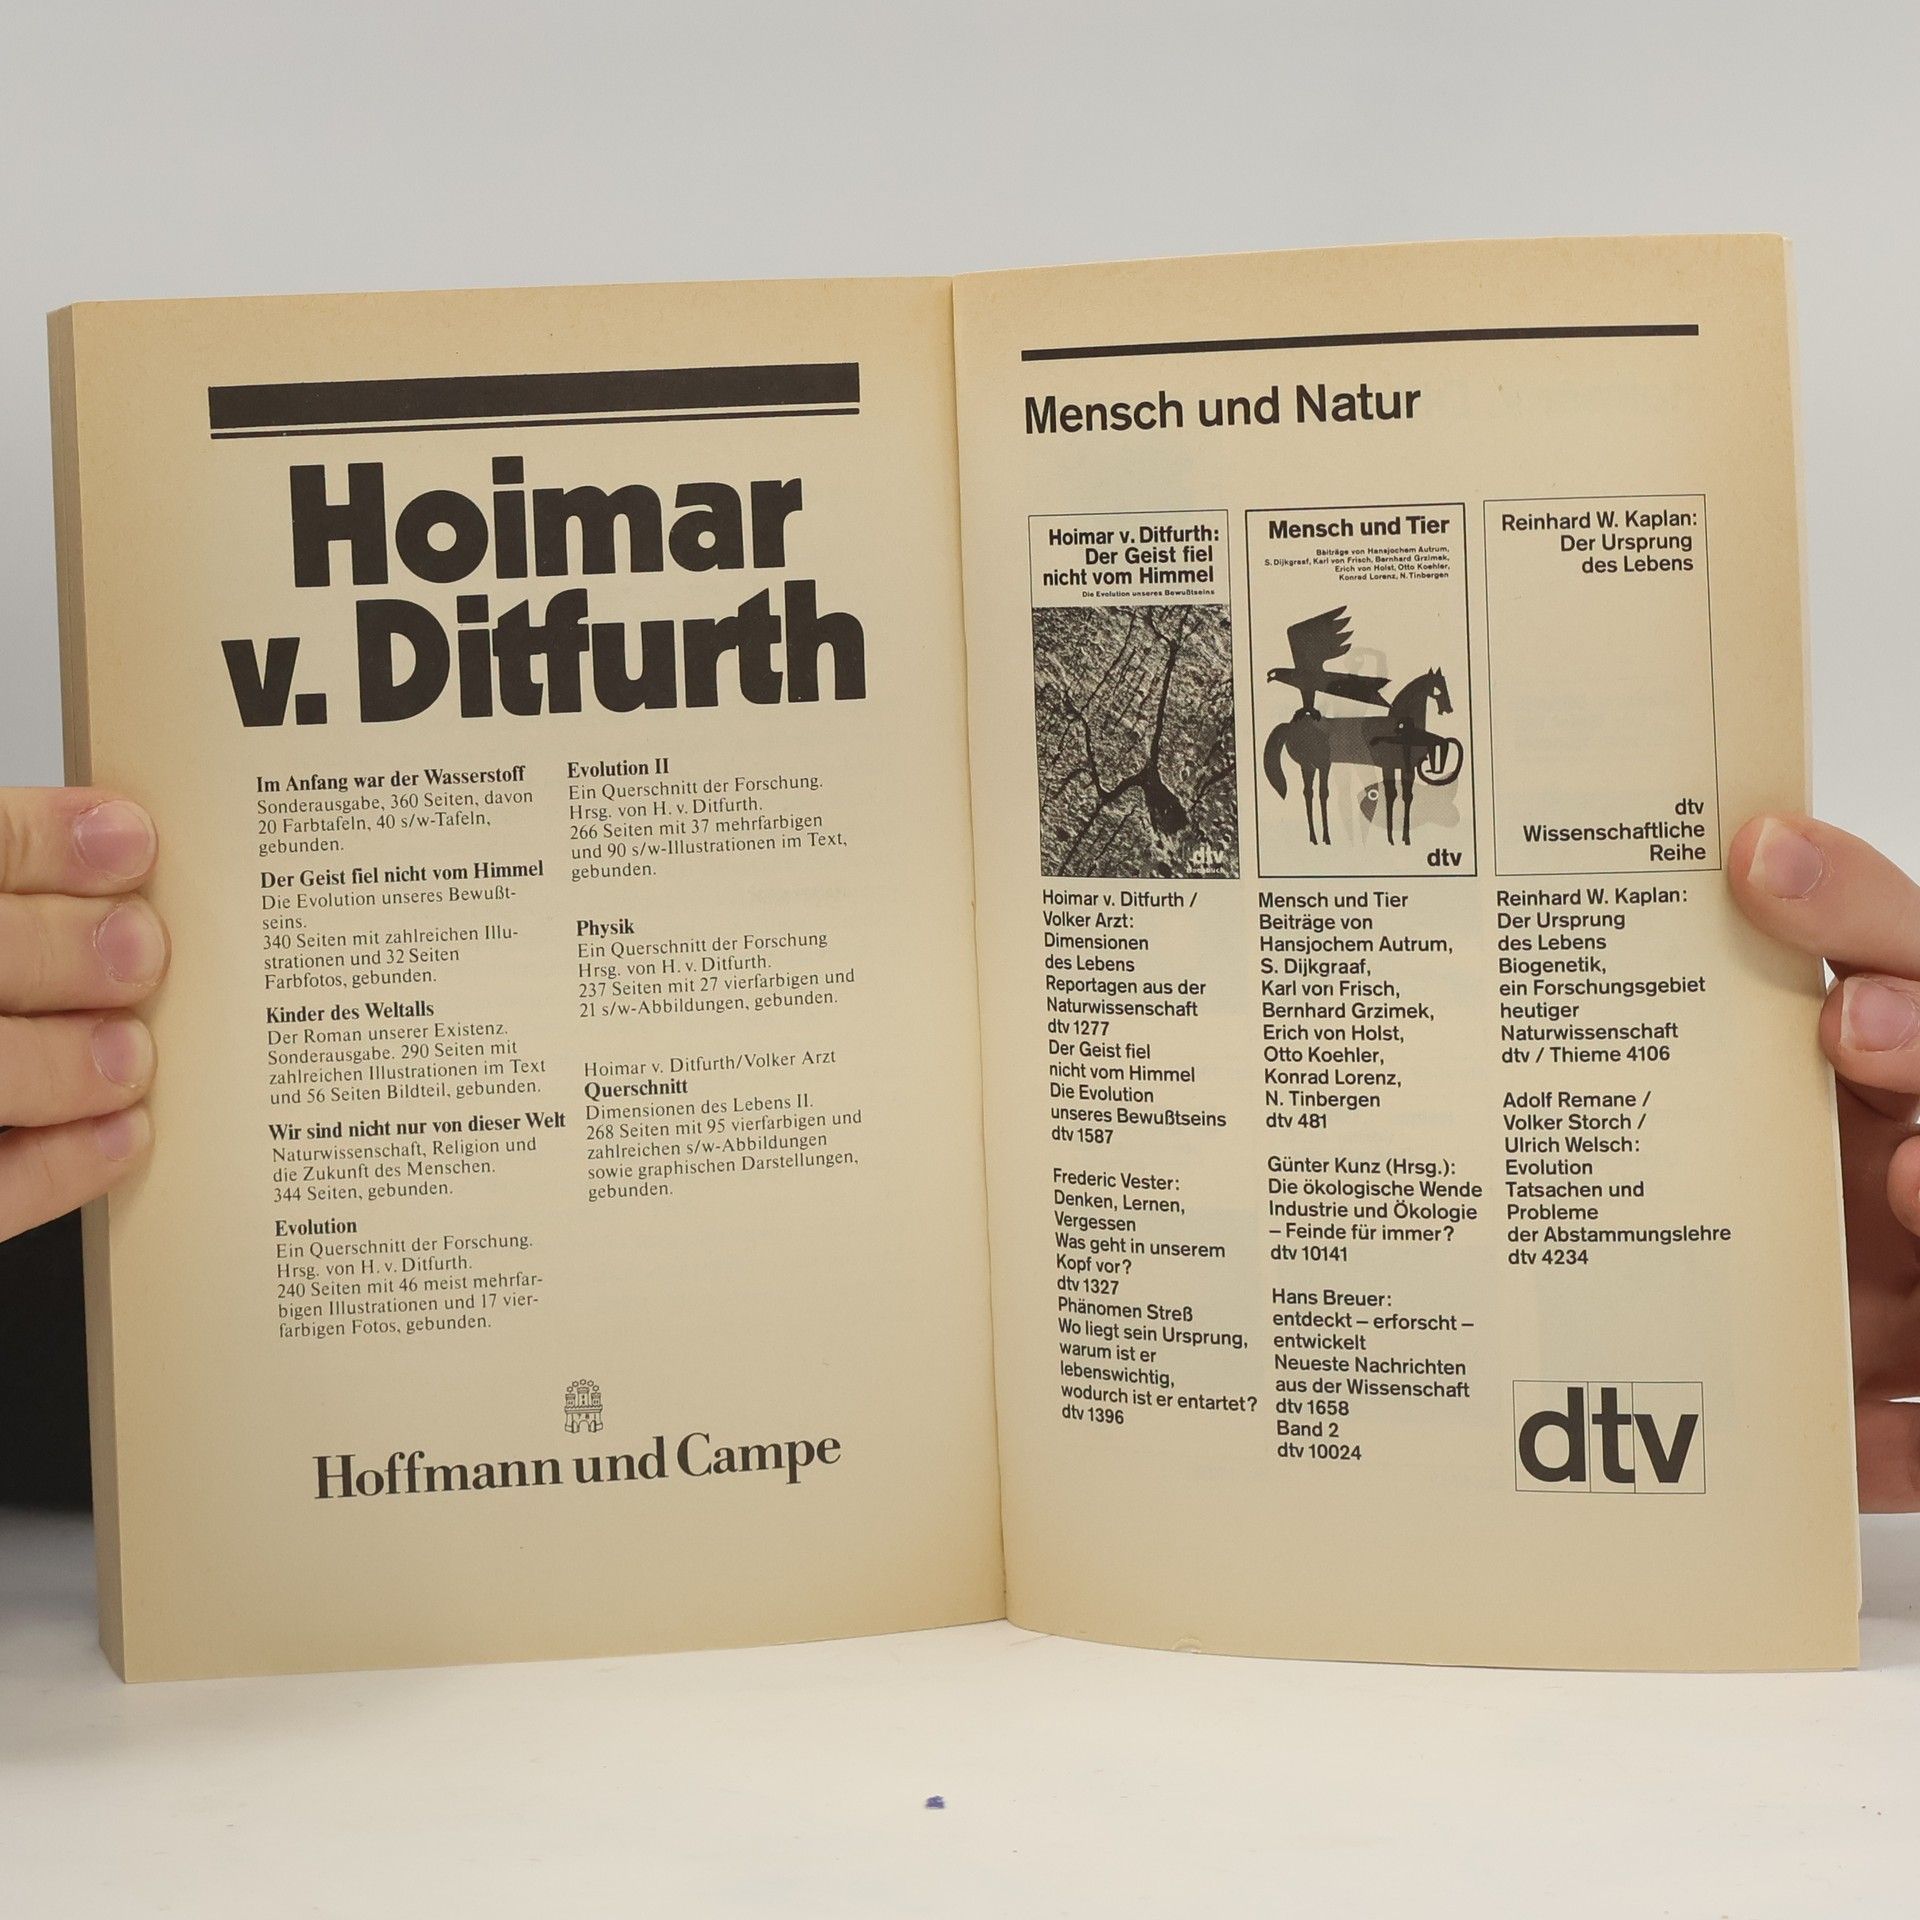 Hoimar
v. Ditfurth
Im Anfang war der Wasserstoff
Sonderausgabe, 360 Seiten, davon
20 Farbtafeln, 40 s/w-Tafeln,
gebunden.
Der Geist fiel nicht vom Himmel
Die Evolution unseres Bewußt-
seins.
340 Seiten mit zahlreichen Illu-
strationen und 32 Seiten
Farbfotos, gebunden.
Kinder des Weltalls
Der Roman unserer Existenz.
Sonderausgabe. 290 Seiten mit
zahlreichen Illustrationen im Text
und 56 Seiten Bildteil, gebunden.
Wir sind nicht nur von dieser Welt
Naturwissenschaft, Religion und
die Zukunft des Menschen.
344 Seiten, gebunden.
Evolution
Ein Querschnitt der Forschung.
Hrsg. von H. v. Ditfurth.
240 Seiten mit 46 meist mehrfar-
bigen Illustrationen und 17 vier-
farbigen Fotos, gebunden.
Evolution II
Ein Querschnitt der Forschung.
Hrsg. von H. v. Ditfurth.
266 Seiten mit 37 mehrfarbigen
und 90 s/w-Illustrationen im Text,
gebunden.
Physik
Ein Querschnitt der Forschung
Hrsg. von H. v. Ditfurth.
237 Seiten mit 27 vierfarbigen und
21 s/w-Abbildungen, gebunden.
Hoimar v. Ditfurth/Volker Arzt
Querschnitt
Dimensionen des Lebens II.
268 Seiten mit 95 vierfarbigen und
zahlreichen s/w-Abbildungen
sowie graphischen Darstellungen,
gebunden.
Hoffmann und Campe
Mensch und Natur
Hoimar v. Ditfurth:
Der Geist fiel
nicht vom Himmel
Die Evolution unseres Bewußtseins
dtv
Mensch und Tier
Beiträge von Hansjochem Autrum,
S. Dijkgraaf, Karl von Frisch, Bernhard Grzimek,
Erich von Holst, Otto Koehler,
Konrad Lorenz, N. Tinbergen
dtv
Reinhard W. Kaplan:
Der Ursprung
des Lebens
dtv
Wissenschaftliche
Reihe
Hoimar v. Ditfurth /
Volker Arzt:
Dimensionen
des Lebens
Reportagen aus der
Naturwissenschaft
dtv 1277
Der Geist fiel
nicht vom Himmel
Die Evolution
unseres Bewußtseins
dtv 1587
Frederic Vester:
Denken, Lernen,
Vergessen
Was geht in unserem
Kopf vor?
dtv 1327
Phänomen Streß
Wo liegt sein Ursprung,
warum ist er
lebenswichtig,
wodurch ist er entartet?
dtv 1396
Mensch und Tier
Beiträge von
Hansjochem Autrum,
S. Dijkgraaf,
Karl von Frisch,
Bernhard Grzimek,
Erich von Holst,
Otto Koehler,
Konrad Lorenz,
N. Tinbergen
dtv 481
Günter Kunz (Hrsg.):
Die ökologische Wende
Industrie und Ökologie
– Feinde für immer?
dtv 10141
Hans Breuer:
entdeckt – erforscht –
entwickelt
Neueste Nachrichten
aus der Wissenschaft
dtv 1658
Band 2
dtv 10024
Reinhard W. Kaplan:
Der Ursprung
des Lebens
Biogenetik,
ein Forschungsgebiet
heutiger
Naturwissenschaft
dtv / Thieme 4106
Adolf Remane /
Volker Storch /
Ulrich Welsch:
Evolution
Tatsachen und
Probleme
der Abstammungslehre
dtv 4234
dtv